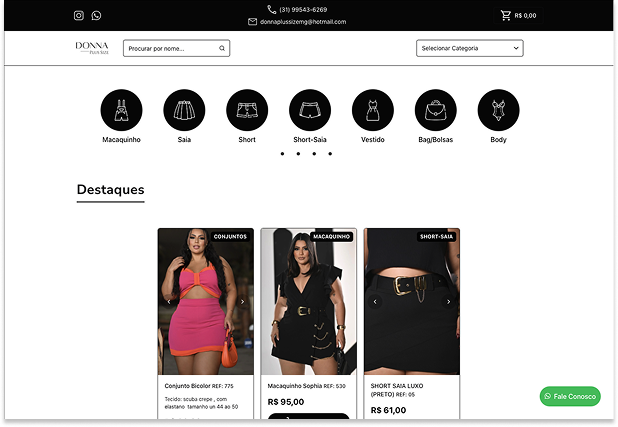 (31) 99543-6269
donnaplussizemg@hotmail.com
R$ 0,00
DONNA
PLUS SIZE
Procurar por nome...
Selecionar Categoria
Macaquinho
Saia
Short
Short-Saia
Vestido
Bag/Bolsas
Body
Destaques
CONJUNTOS
MACAQUINHO
SHORT-SAIA
Conjunto Bicolor REF: 775
Tecido: scuba crepe , com
elastano tamanho un 44 ao 50
Macaquinho Sophia REF: 530
R$ 95,00
SHORT SAIA LUXO
(PRETO) REF: 05
R$ 61,00
Fale Conosco